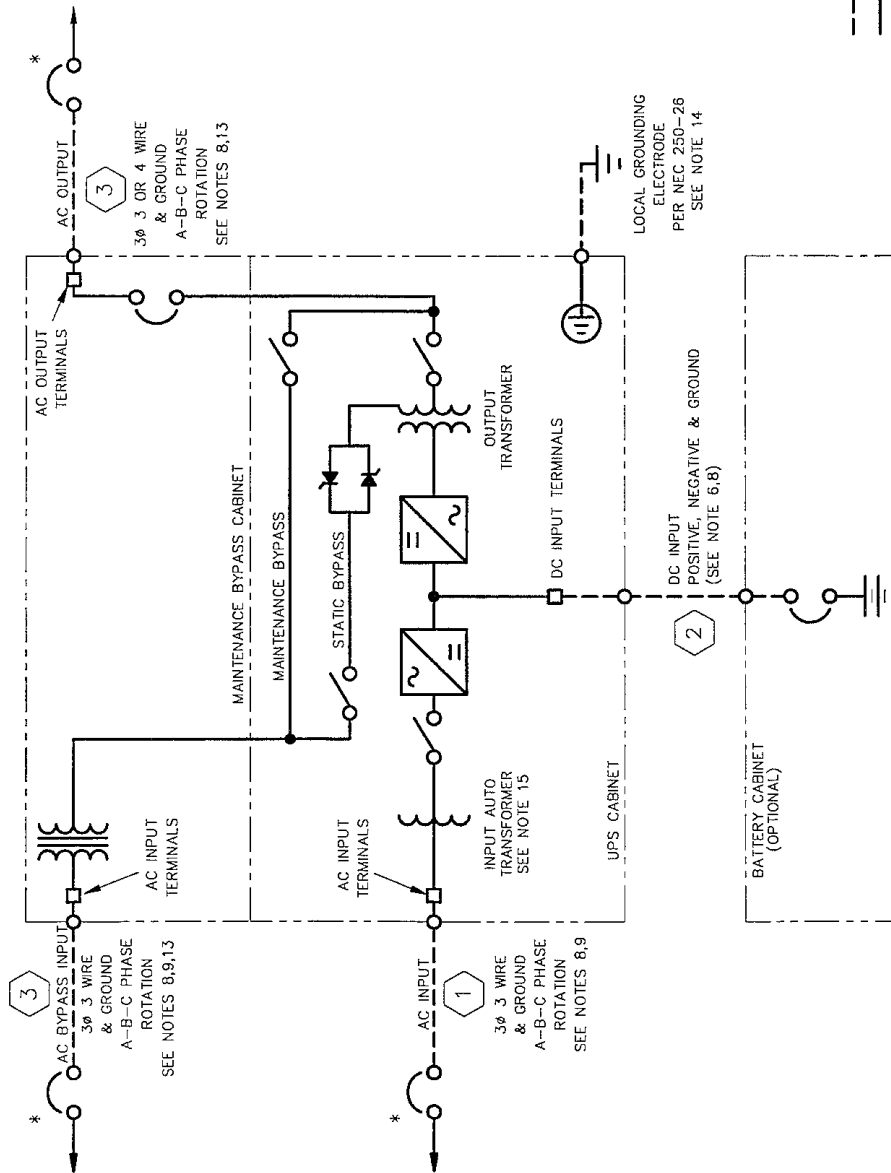 *
AC OUTPUT
3
3ø 3 OR 4 WIRE
& GROUND
A-B-C PHASE
ROTATION
SEE NOTES 8,13
AC OUTPUT
TERMINALS
MAINTENANCE BYPASS CABINET
MAINTENANCE BYPASS
STATIC BYPASS
OUTPUT
TRANSFORMER
LOCAL GROUNDING
ELECTRODE
PER NEC 250-26
SEE NOTE 14
AC INPUT
TERMINALS
3
AC BYPASS INPUT
3ø 3 WIRE
& GROUND
A-B-C PHASE
ROTATION
SEE NOTES 8,9,13
*
AC INPUT
TERMINALS
INPUT AUTO
TRANSFORMER
SEE NOTE 15
AC INPUT
1
3ø 3 WIRE
& GROUND
A-B-C PHASE
ROTATION
SEE NOTES 8,9
*
DC INPUT TERMINALS
UPS CABINET
2
DC INPUT
POSITIVE, NEGATIVE & GROUND
(SEE NOTE 6,8)
BATTERY CABINET
(OPTIONAL)